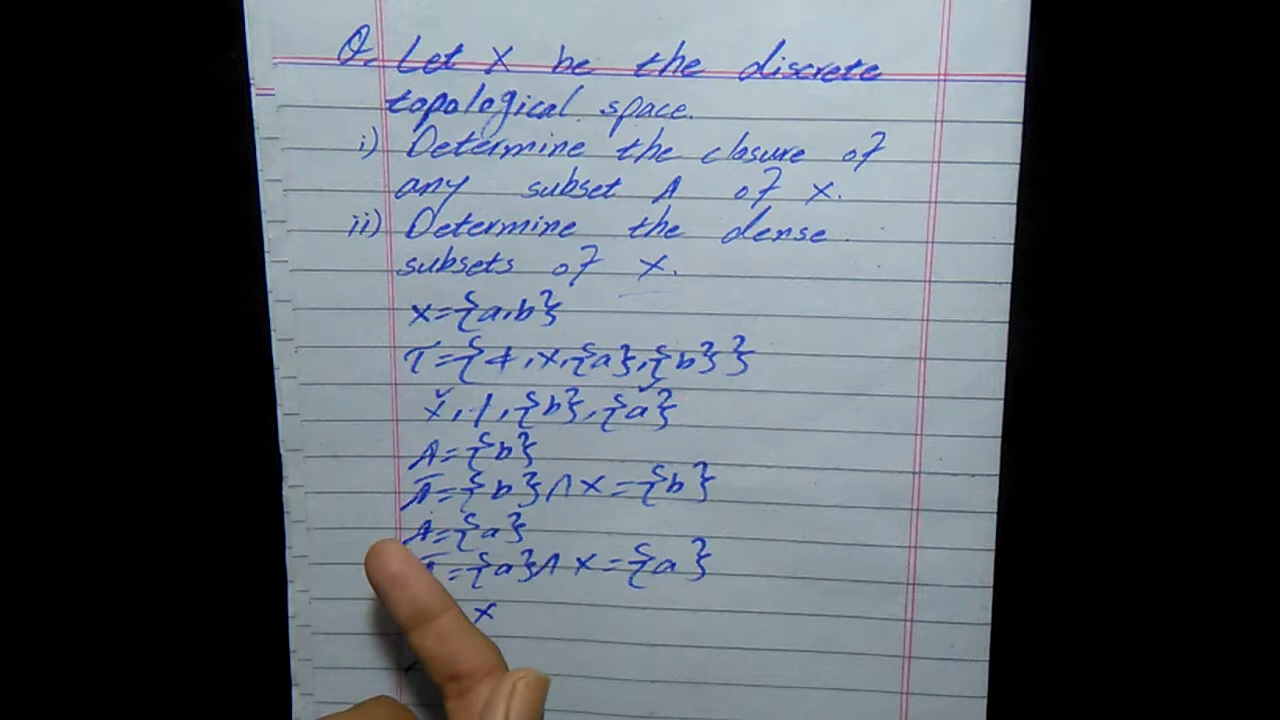 Q. Let X be the discrete
topological space.
i) Determine the closure of
any subset A of X.
ii) Determine the dense
subsets of X.
X={a,b}
τ={ϕ,X,{a},{b}}
X,ϕ,{b},{a}
A={b}
A̅={b}∩X={b}
A={a}
={a}∩X={a}
X